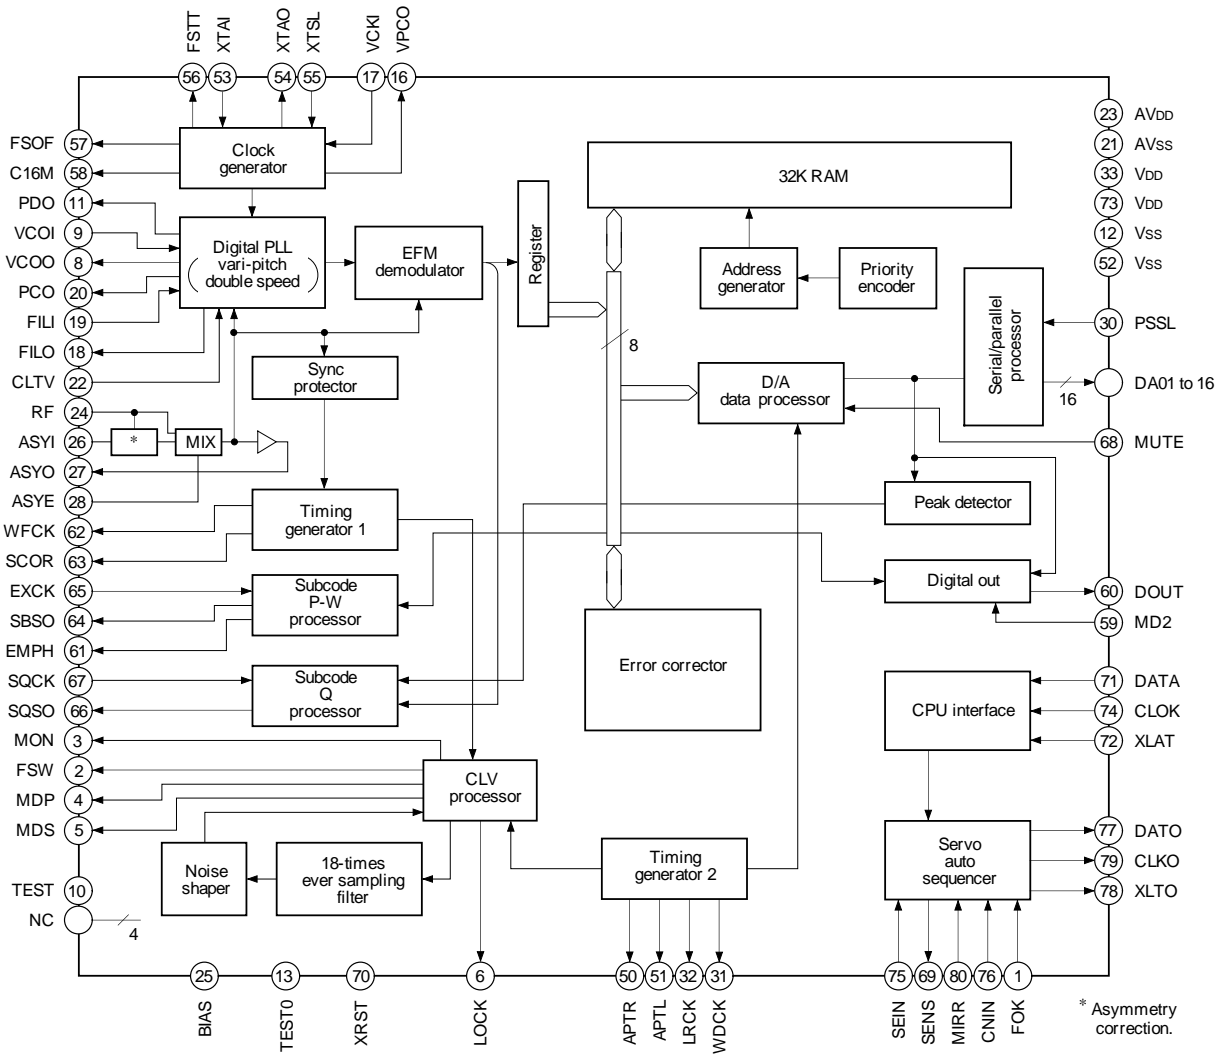 FSTT
XTAI
XTAO
XTSL
VCKI
VPCO
56
53
54
55
17
16
FSOF 57
C16M 58
PDO 11
VCOI 9
VCOO 8
PCO 20
FILI 19
FILO 18
CLTV 22
RF 24
ASYI 26
ASYO 27
ASYE 28
WFCK 62
SCOR 63
EXCK 65
SBSO 64
EMPH 61
SQCK 67
SQSO 66
MON 3
FSW 2
MDP 4
MDS 5
TEST 10
NC
4
Clock
generator
Digital PLL
vari-pitch
double speed
EFM
demodulator
Register
Sync
protector
*
MIX
Timing
generator 1
Subcode
P-W
processor
Subcode
Q
processor
CLV
processor
Noise
shaper
18-times
ever sampling
filter
32K RAM
Address
generator
Priority
encoder
8
D/A
data processor
Serial/parallel
processor
16
Peak detector
Digital out
Error corrector
CPU interface
Servo
auto
sequencer
Timing
generator 2
23 AVDD
21 AVSS
33 VDD
73 VDD
12 VSS
52 VSS
30 PSSL
DA01 to 16
68 MUTE
60 DOUT
59 MD2
71 DATA
74 CLOK
72 XLAT
77 DATO
79 CLKO
78 XLTO
25
13
70
6
50
51
32
31
75
69
80
76
1
BIAS
TEST0
XRST
LOCK
APTR
APTL
LRCK
WDCK
SEIN
SENS
MIRR
CNIN
FOK
* Asymmetry
correction.